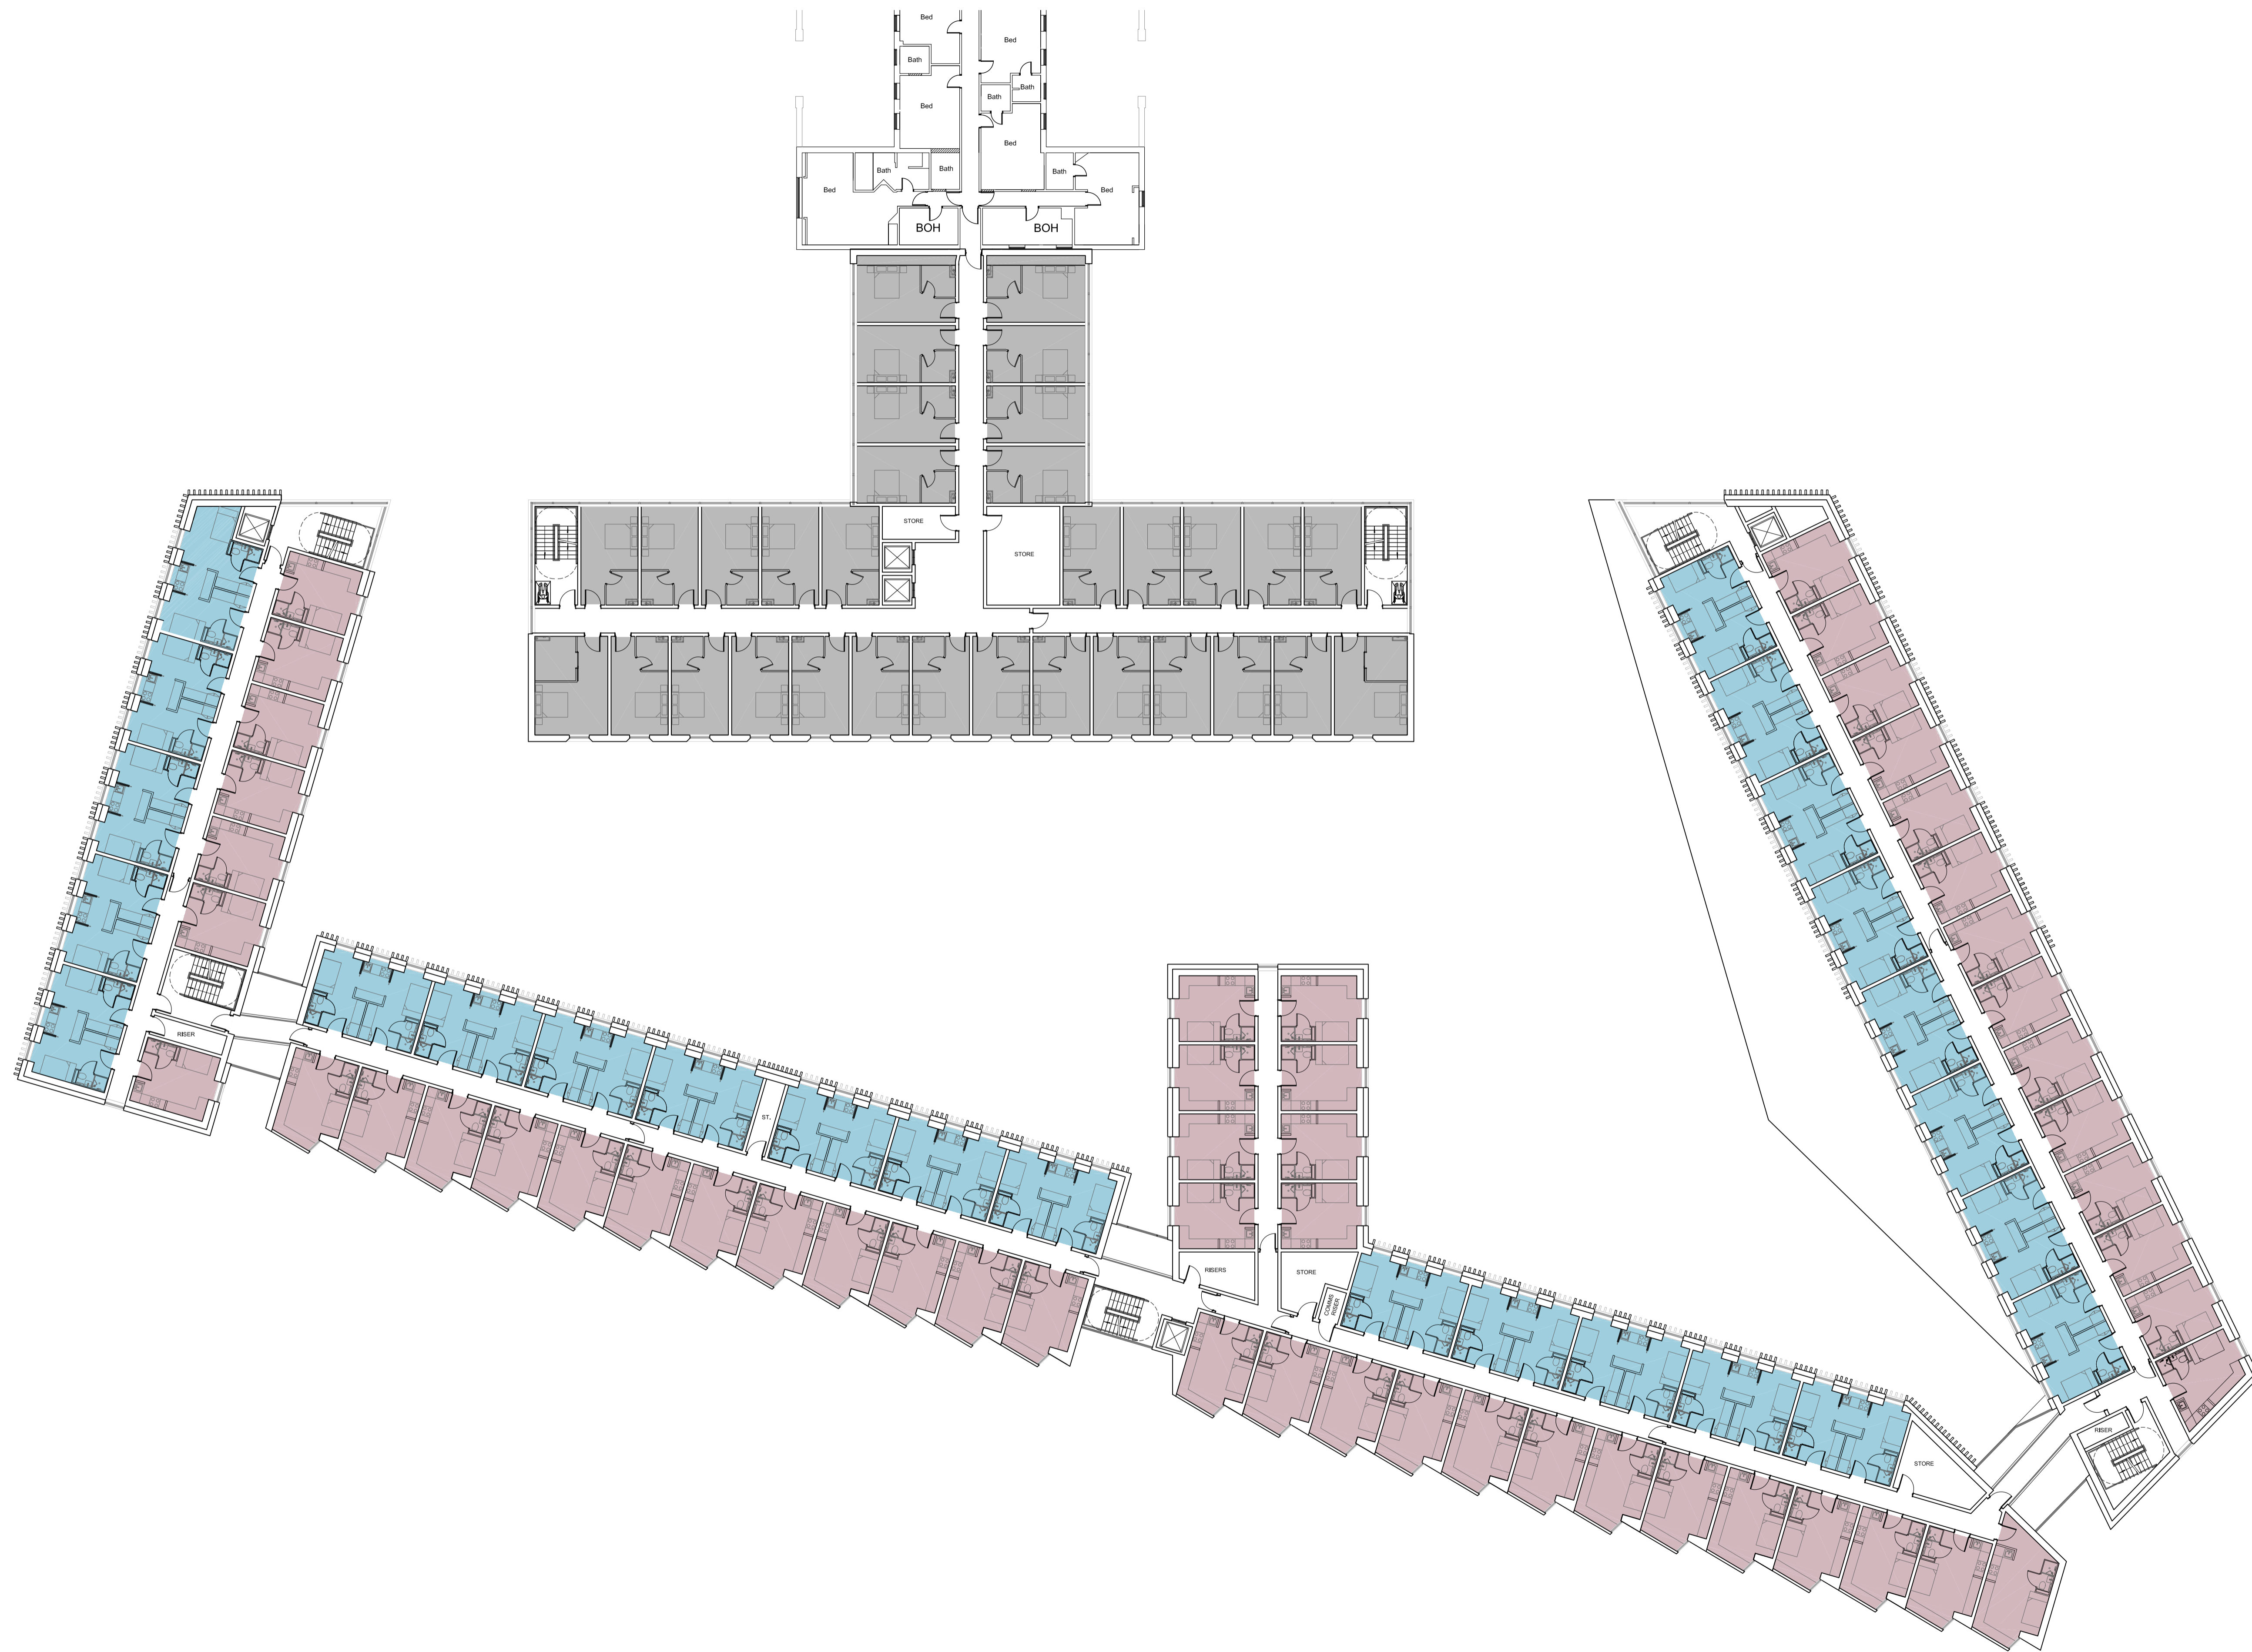 Bed
Bed
Bath
Bath
Bath
Bed
Bed
Bath
Bath
Bath
Bed
Bed
BOH
BOH
STORE
STORE
RISER
ST.
RISERS
STORE
COMMS
RISER
RISER
STORE